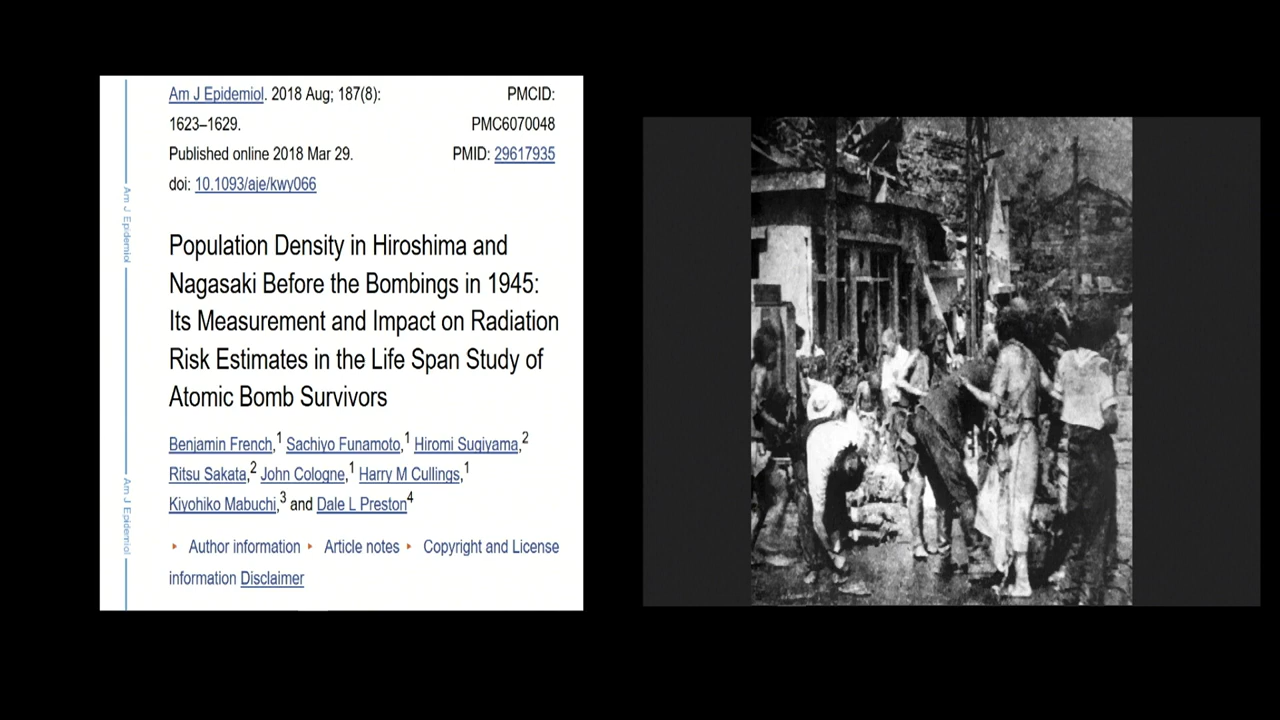 Am J Epidemiol. 2018 Aug; 187(8):
1623–1629.
Published online 2018 Mar 29.
doi: 10.1093/aje/kwy066
PMCID:
PMC6070048
PMID: 29617935
Am J Epidemiol
Am J Epidemiol
Population Density in Hiroshima and
Nagasaki Before the Bombings in 1945:
Its Measurement and Impact on Radiation
Risk Estimates in the Life Span Study of
Atomic Bomb Survivors
Benjamin French,1 Sachiyo Funamoto,1 Hiromi Sugiyama,2
Ritsu Sakata,2 John Cologne,1 Harry M Cullings,1
Kiyohiko Mabuchi,3 and Dale L Preston4
‣ Author information ‣ Article notes ‣ Copyright and License
information Disclaimer